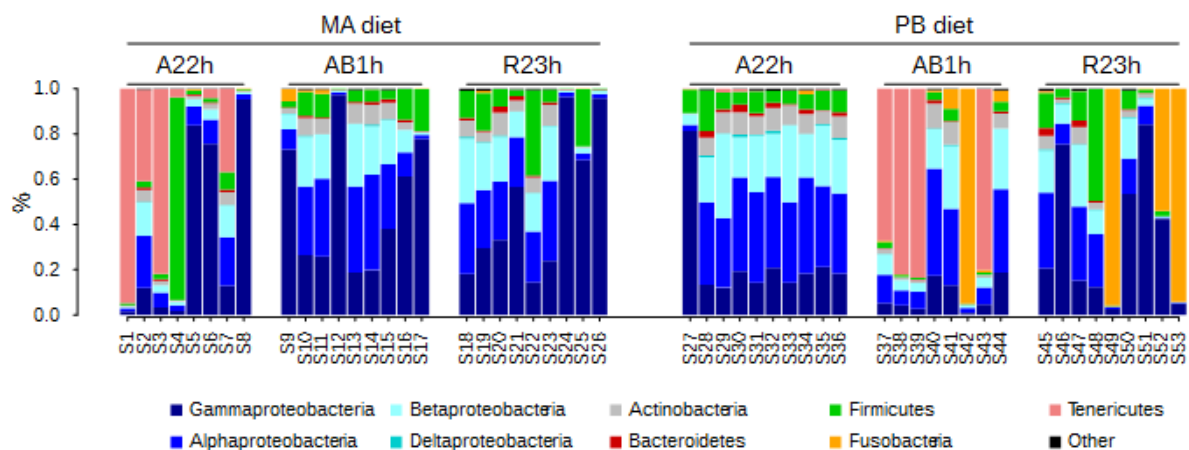 MA diet PB diet
A22h AB1h R23h A22h AB1h R23h
%
1.0
0.8
0.6
0.4
0.2
0.0
S1 S2 S3 S4 S5 S6 S7 S8 S9 S10 S11 S12 S13 S14 S15 S16 S17 S18 S19 S20 S21 S22 S23 S24 S25 S26 S27 S28 S29 S30 S31 S32 S33 S34 S35 S36 S37 S38 S39 S40 S41 S42 S43 S44 S45 S46 S47 S48 S49 S50 S51 S52 S53
Gammaproteobacteria Betaproteobacteria Actinobacteria Firmicutes Tenericutes
Alphaproteobacteria Deltaproteobacteria Bacteroidetes Fusobacteria Other